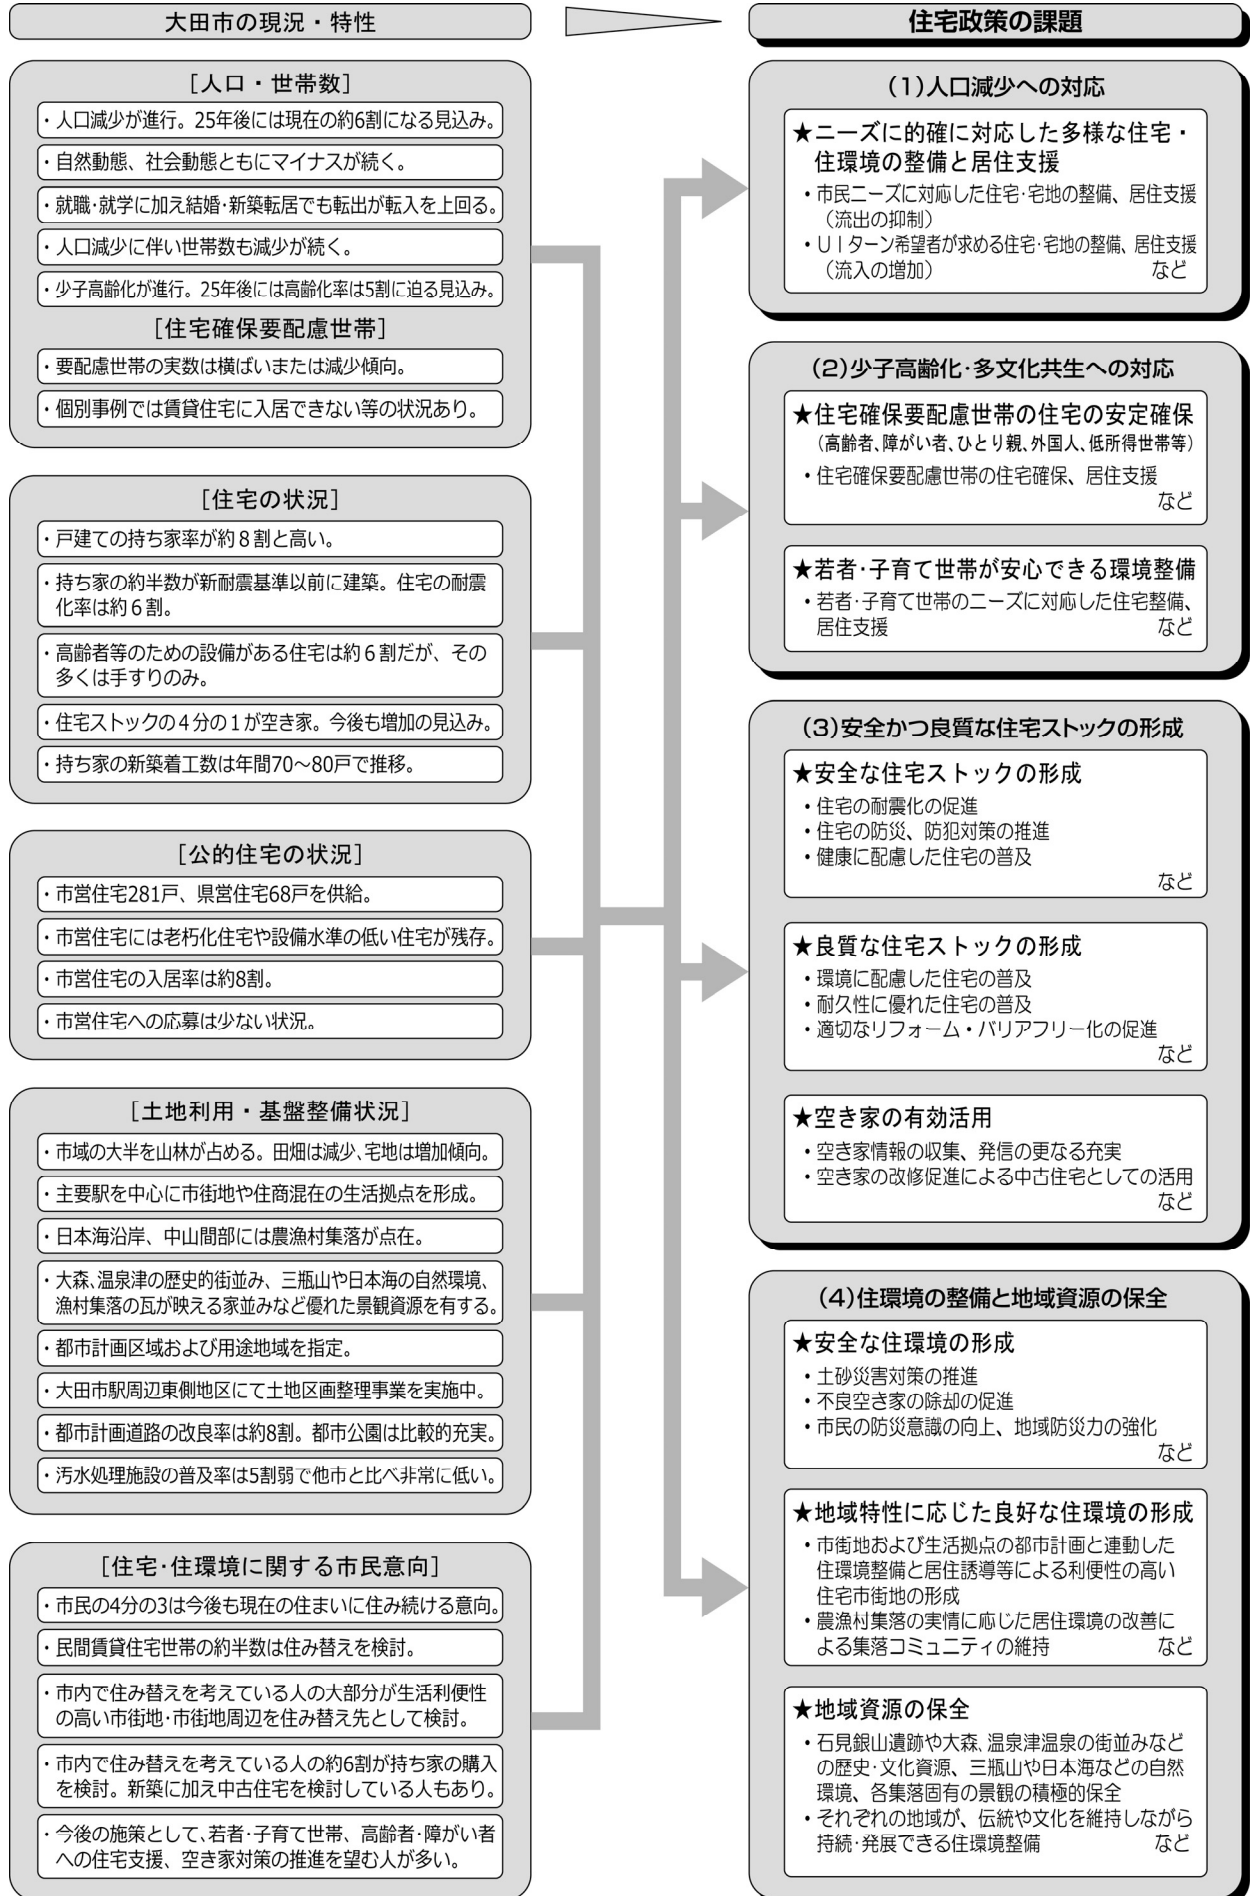 大田市の現況・特性
[人口・世帯数]
・人口減少が進行。25年後には現在の約6割になる見込み。
・自然動態、社会動態ともにマイナスが続く。
・就職・就学に加え結婚・新築転居でも転出が転入を上回る。
・人口減少に伴い世帯数も減少が続く。
・少子高齢化が進行。25年後には高齢化率は5割に迫る見込み。
[住宅確保要配慮世帯]
・要配慮世帯の実数は横ばいまたは減少傾向。
・個別事例では賃貸住宅に入居できない等の状況あり。
[住宅の状況]
・戸建ての持ち家率が約8割と高い。
・持ち家の約半数が新耐震基準以前に建築。住宅の耐震
化率は約6割。
・高齢者等のための設備がある住宅は約6割だが、その
多くは手すりのみ。
・住宅ストックの4分の1が空き家。今後も増加の見込み。
・持ち家の新築着工数は年間70～80戸で推移。
[公的住宅の状況]
・市営住宅281戸、県営住宅68戸を供給。
・市営住宅には老朽化住宅や設備水準の低い住宅が残存。
・市営住宅の入居率は約8割。
・市営住宅への応募は少ない状況。
[土地利用・基盤整備状況]
・市域の大半を山林が占める。田畑は減少、宅地は増加傾向。
・主要駅を中心に市街地や住商混在の生活拠点を形成。
・日本海沿岸、中山間部には農漁村集落が点在。
・大森、温泉津の歴史的街並み、三瓶山や日本海の自然環境、
漁村集落の瓦が映える家並みなど優れた景観資源を有する。
・都市計画区域および用途地域を指定。
・大田市駅周辺東側地区にて土地区画整理事業を実施中。
・都市計画道路の改良率は約8割。都市公園は比較的充実。
・汚水処理施設の普及率は5割弱で他市と比べ非常に低い。
[住宅・住環境に関する市民意向]
・市民の4分の3は今後も現在の住まいに住み続ける意向。
・民間賃貸住宅世帯の約半数は住み替えを検討。
・市内で住み替えを考えている人の大部分が生活利便性
の高い市街地・市街地周辺を住み替え先として検討。
・市内で住み替えを考えている人の約6割が持ち家の購入
を検討。新築に加え中古住宅を検討している人もあり。
・今後の施策として、若者・子育て世帯、高齢者・障がい者
への住宅支援、空き家対策の推進を望む人が多い。
住宅政策の課題
(1)人口減少への対応
★ニーズに的確に対応した多様な住宅・
住環境の整備と居住支援
・市民ニーズに対応した住宅・宅地の整備、居住支援
（流出の抑制）
・UIターン希望者が求める住宅・宅地の整備、居住支援
（流入の増加） など
(2)少子高齢化・多文化共生への対応
★住宅確保要配慮世帯の住宅の安定確保
（高齢者、障がい者、ひとり親、外国人、低所得世帯等）
・住宅確保要配慮世帯の住宅確保、居住支援
など
★若者・子育て世帯が安心できる環境整備
・若者・子育て世帯のニーズに対応した住宅整備、
居住支援 など
(3)安全かつ良質な住宅ストックの形成
★安全な住宅ストックの形成
・住宅の耐震化の促進
・住宅の防災、防犯対策の推進
・健康に配慮した住宅の普及
など
★良質な住宅ストックの形成
・環境に配慮した住宅の普及
・耐久性に優れた住宅の普及
・適切なリフォーム・バリアフリー化の促進
など
★空き家の有効活用
・空き家情報の収集、発信の更なる充実
・空き家の改修促進による中古住宅としての活用
など
(4)住環境の整備と地域資源の保全
★安全な住環境の形成
・土砂災害対策の推進
・不良空き家の除却の促進
・市民の防災意識の向上、地域防災力の強化
など
★地域特性に応じた良好な住環境の形成
・市街地および生活拠点の都市計画と連動した
住環境整備と居住誘導等による利便性の高い
住宅市街地の形成
・農漁村集落の実情に応じた居住環境の改善に
よる集落コミュニティの維持 など
★地域資源の保全
・石見銀山遺跡や大森、温泉津温泉の街並みなど
の歴史・文化資源、三瓶山や日本海などの自然
環境、各集落固有の景観の積極的保全
・それぞれの地域が、伝統や文化を維持しながら
持続・発展できる住環境整備 など